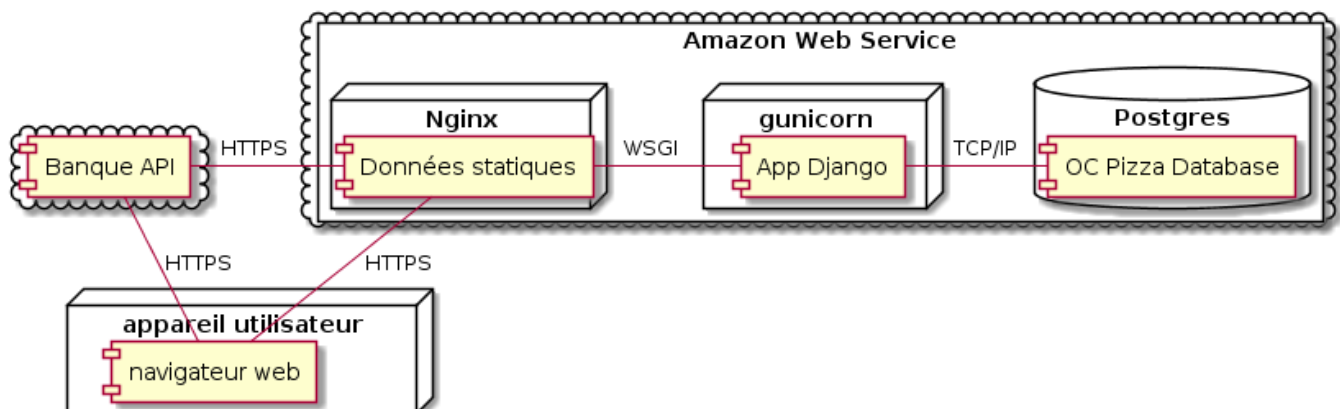 Amazon Web Service
Nginx
gunicorn
Postgres
Banque API
HTTPS
Données statiques
WSGI
App Django
TCP/IP
OC Pizza Database
HTTPS
HTTPS
appareil utilisateur
navigateur web